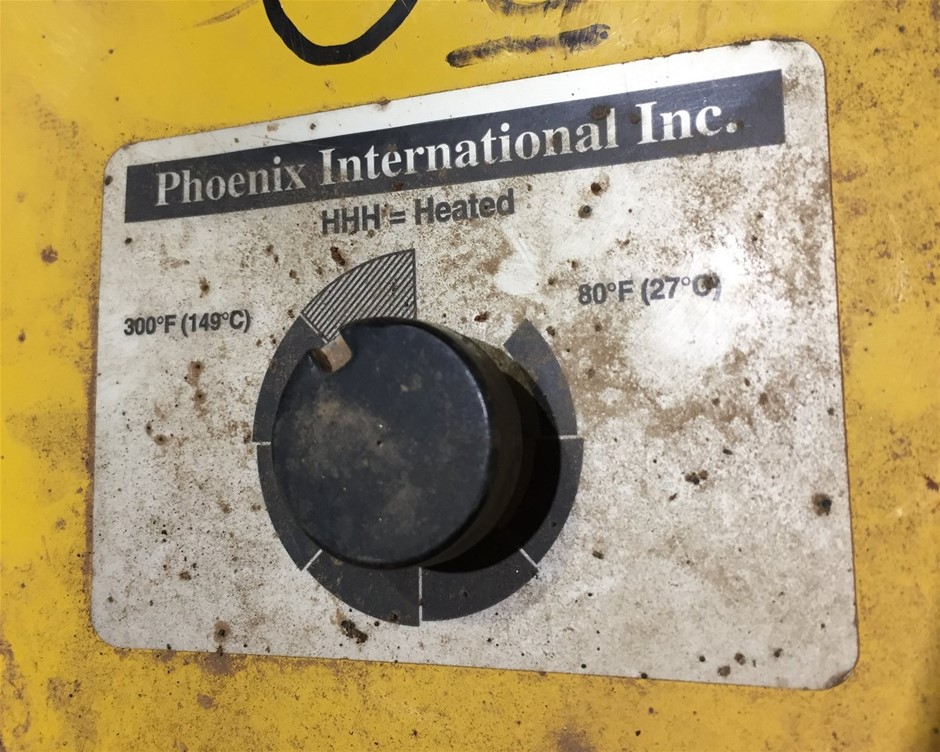 Phoenix International Inc.
HHH = Heated
300°F (149°C)
80°F (27°C)